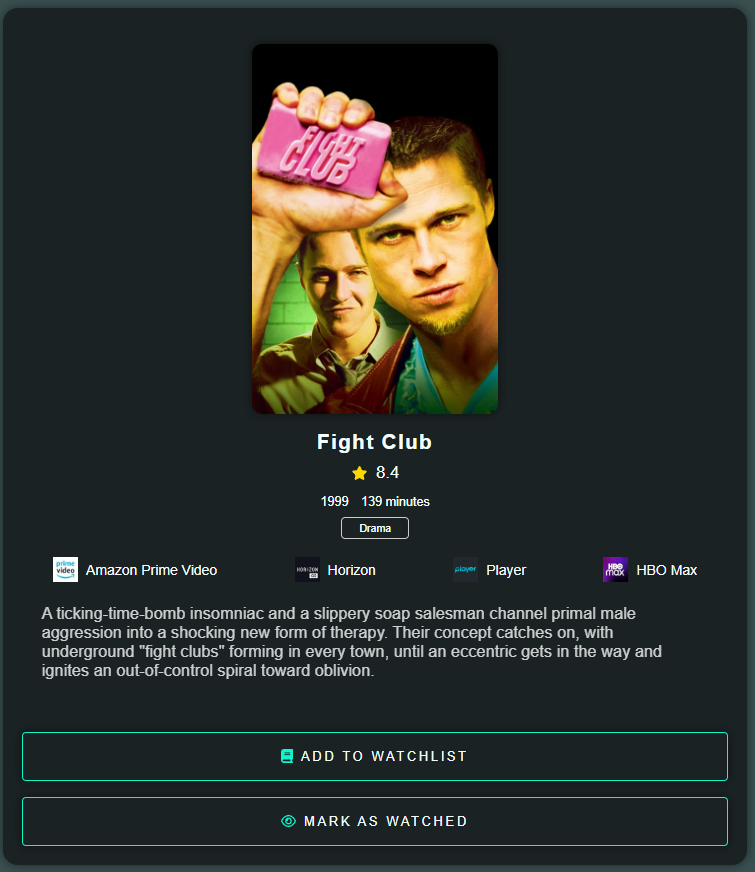 FIGHT
CLUB
Fight Club
8.4
1999 139 minutes
Drama
prime
video
Amazon Prime Video
HORIZON
Horizon
player
Player
HBO
max
HBO Max
A ticking-time-bomb insomniac and a slippery soap salesman channel primal male
aggression into a shocking new form of therapy. Their concept catches on, with
underground "fight clubs" forming in every town, until an eccentric gets in the way and
ignites an out-of-control spiral toward oblivion.
ADD TO WATCHLIST
MARK AS WATCHED